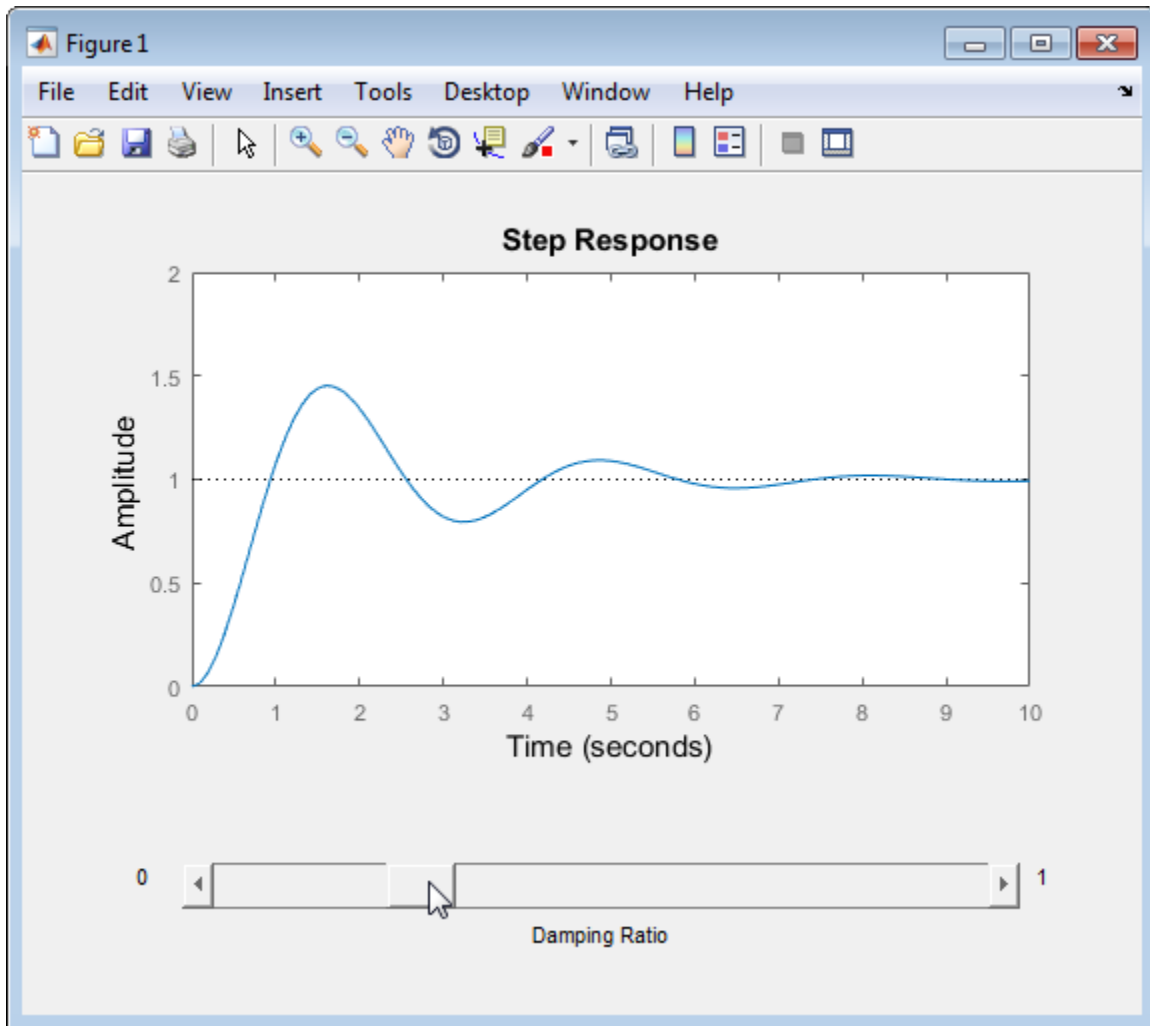 Figure 1
File Edit View Insert Tools Desktop Window Help
Step Response
2
1.5
1
0.5
0
Amplitude
0 1 2 3 4 5 6 7 8 9 10
Time (seconds)
0 1
Damping Ratio